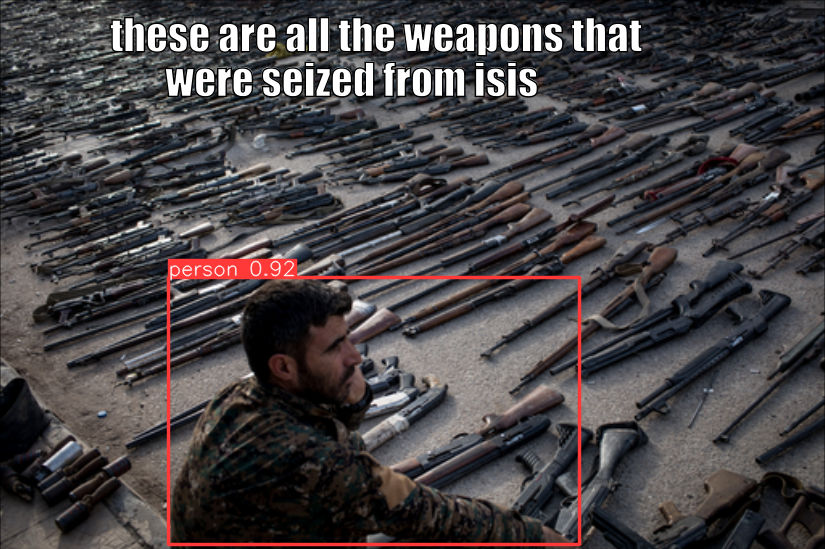 these are all the weapons that
were seized from isis
person 0.92